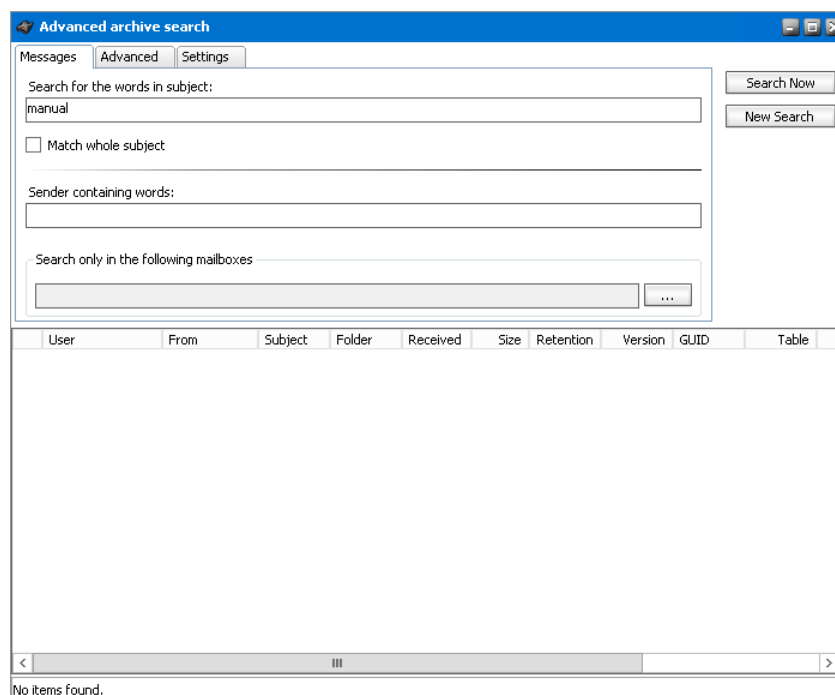 Advanced archive search
Messages Advanced Settings
Search for the words in subject:
Search Now
manual
New Search
Match whole subject
Sender containing words:
Search only in the following mailboxes
...
User From Subject Folder Received Size Retention Version GUID Table
No items found.